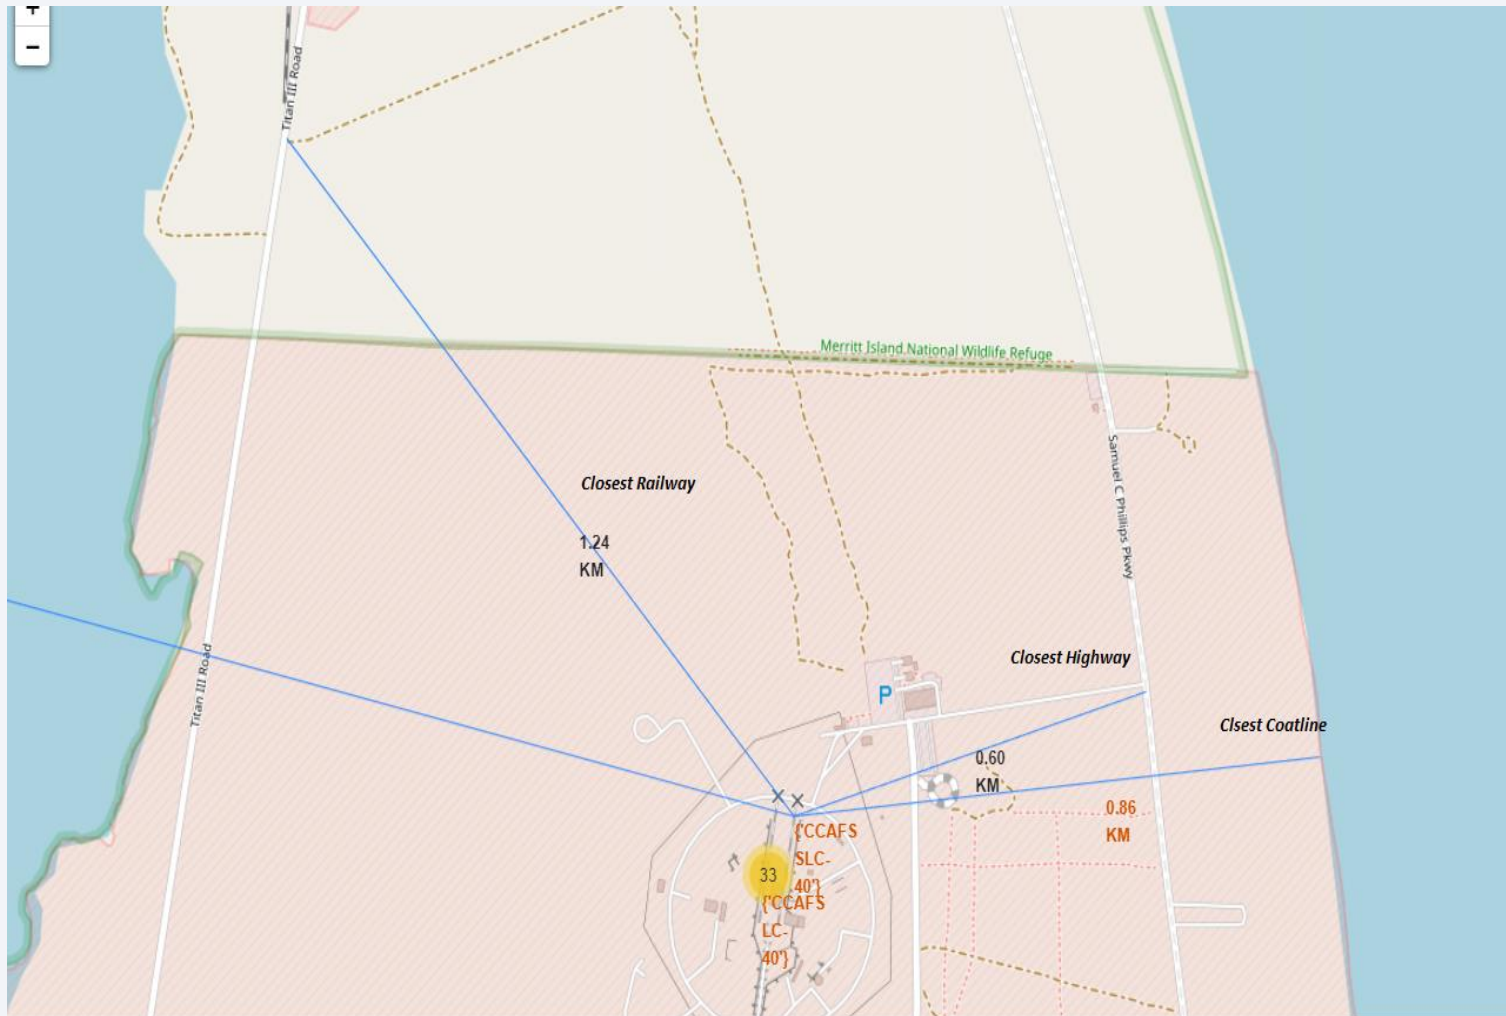 +
−
Titan III Road
Merritt Island National Wildlife Refuge
Samuel C Phillips Pkwy
Closest Railway
1.24
KM
Titan III Road
Closest Highway
P
Clsest Coatline
0.60
KM
0.86
KM
{'CCAFS
SLC-
40'}
33
{'CCAFS
LC-
40'}